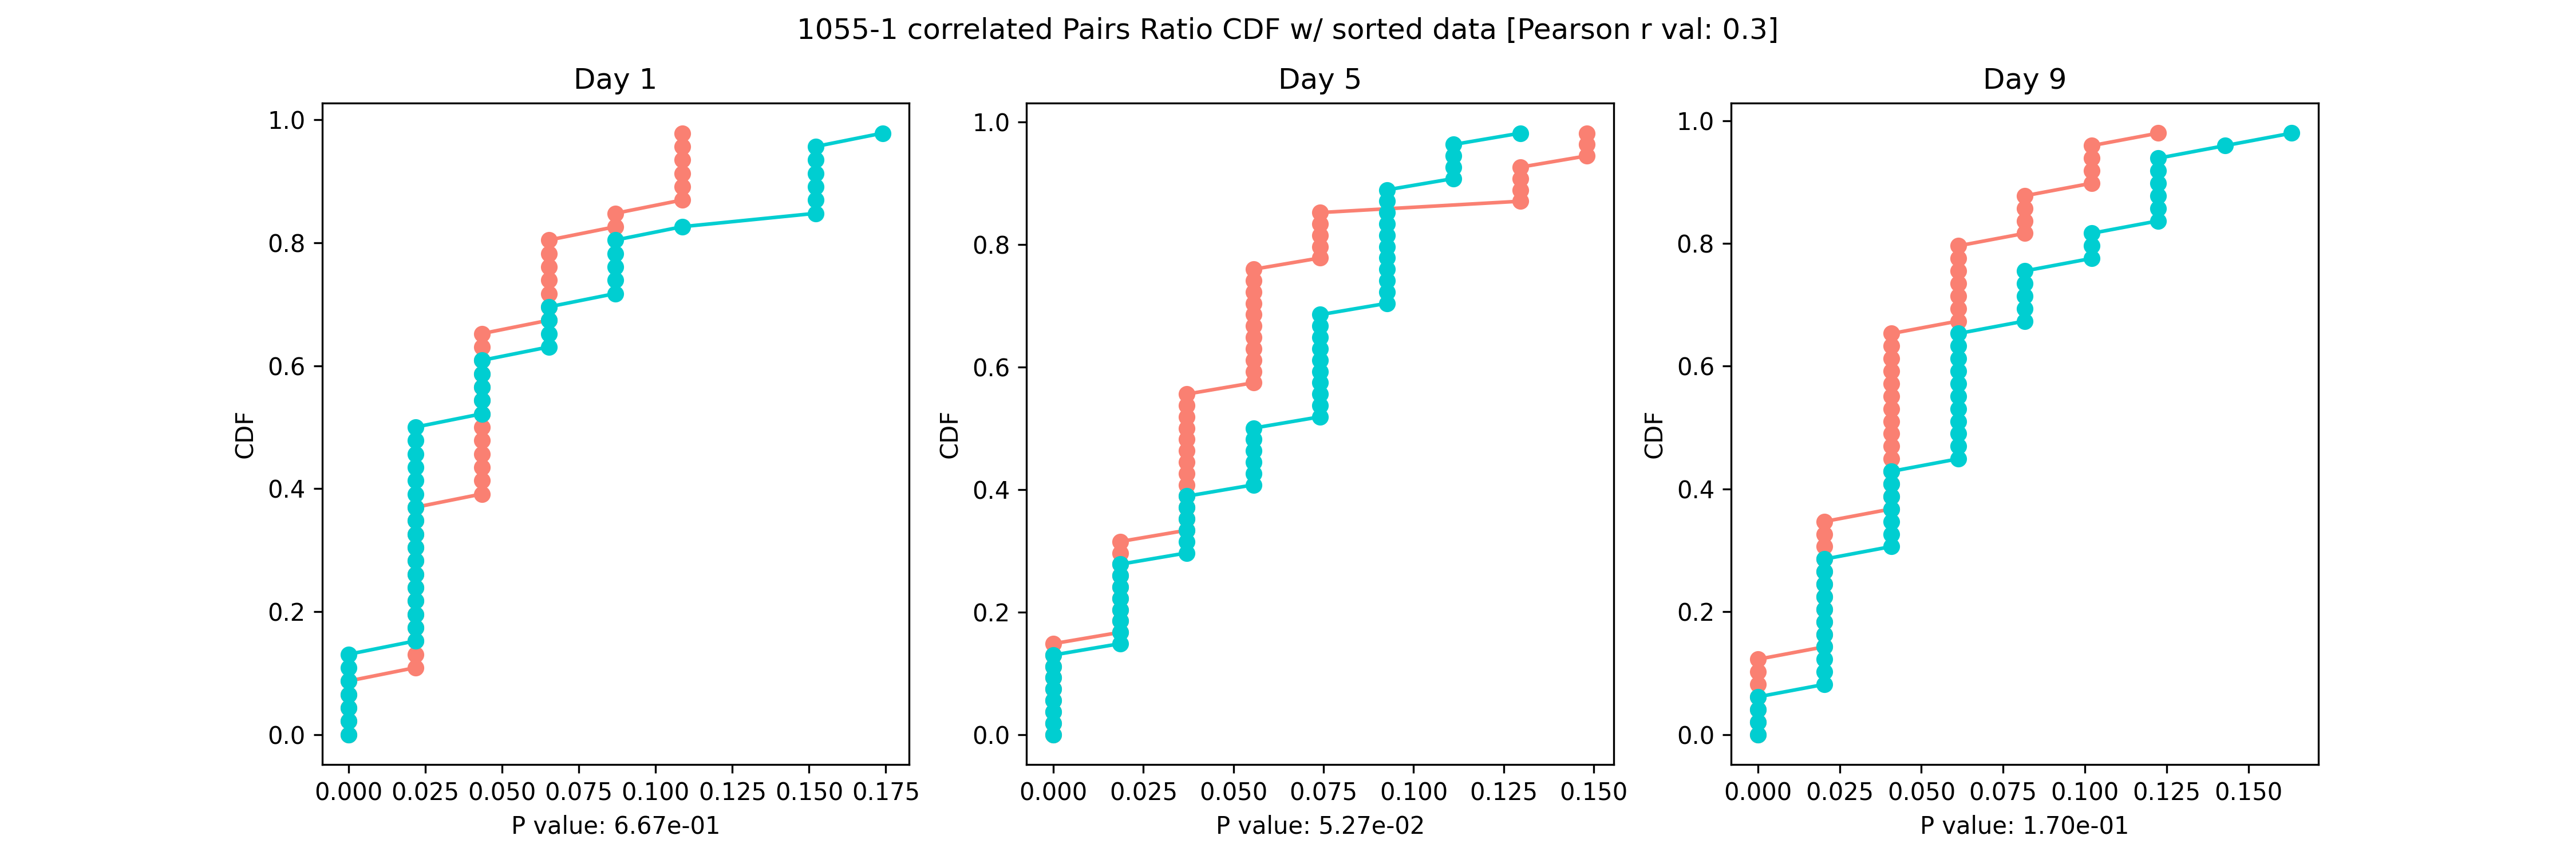 1055-1 correlated Pairs Ratio CDF w/ sorted data [Pearson r val: 0.3]
Day 1
CDF
1.0
0.8
0.6
0.4
0.2
0.0
0.000 0.025 0.050 0.075 0.100 0.125 0.150 0.175
P value: 6.67e-01
Day 5
CDF
1.0
0.8
0.6
0.4
0.2
0.0
0.000 0.025 0.050 0.075 0.100 0.125 0.150
P value: 5.27e-02
Day 9
CDF
1.0
0.8
0.6
0.4
0.2
0.0
0.000 0.025 0.050 0.075 0.100 0.125 0.150
P value: 1.70e-01